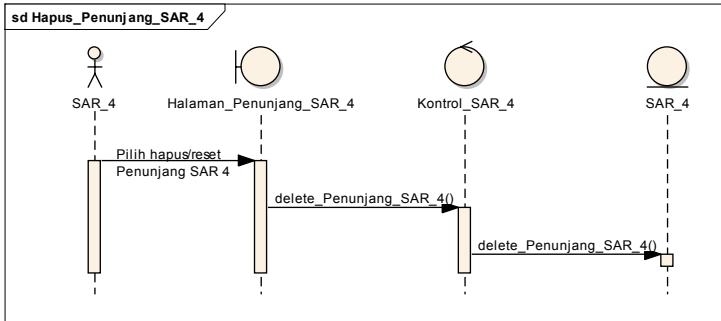 sd Hapus_Penunjang_SAR_4
SAR_4
Halaman_Penunjang_SAR_4
Kontrol_SAR_4
SAR_4
Pilih hapus/reset
Penunjang SAR 4
delete_Penunjang_SAR_4()
delete_Penunjang_SAR_4()